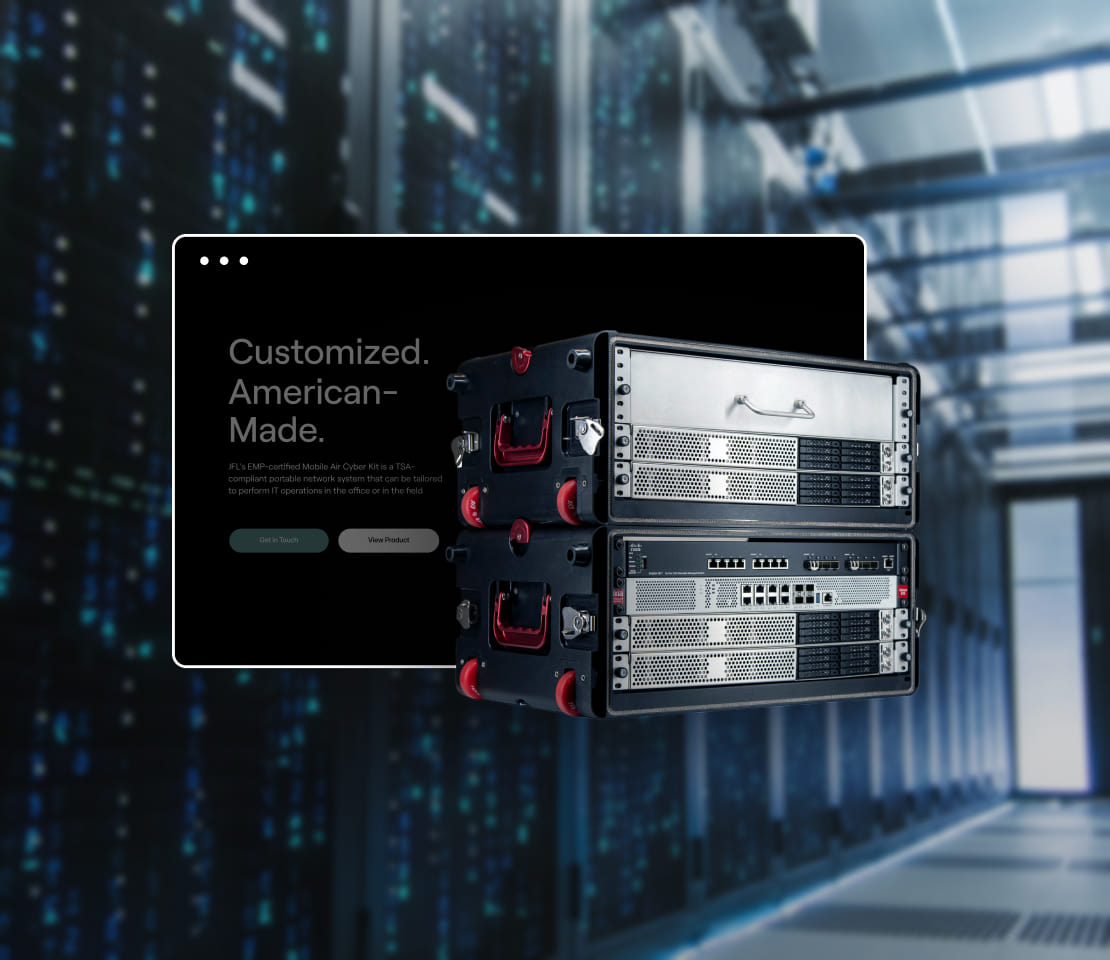 Customized.
American-
Made.
JFL's EMP-certified Mobile Air Cyber Kit is a TSA-
compliant portable network system that can be tailored
to perform IT operations in the office or in the field
Get in Touch
View Product